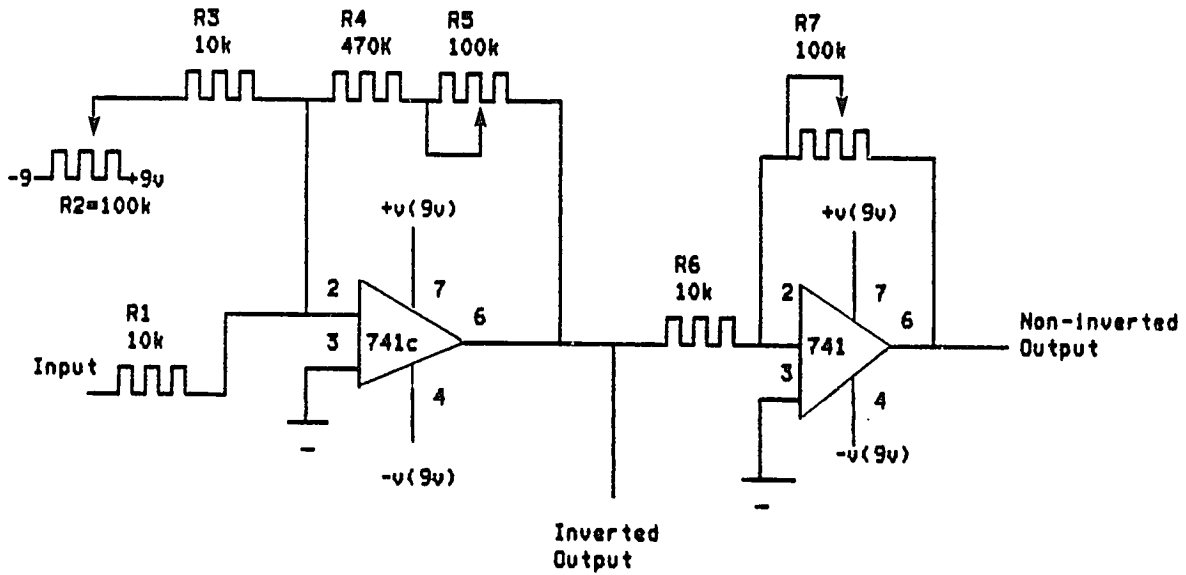 R3
10k
R4
470K
R5
100k
R7
100k
-9
+9v
R2=100k
+v(9v)
+v(9v)
R1
10k
Input
2
3
7
6
741c
4
-v(9v)
R6
10k
2
3
7
6
741
4
-v(9v)
Non-inverted
Output
Inverted
Output